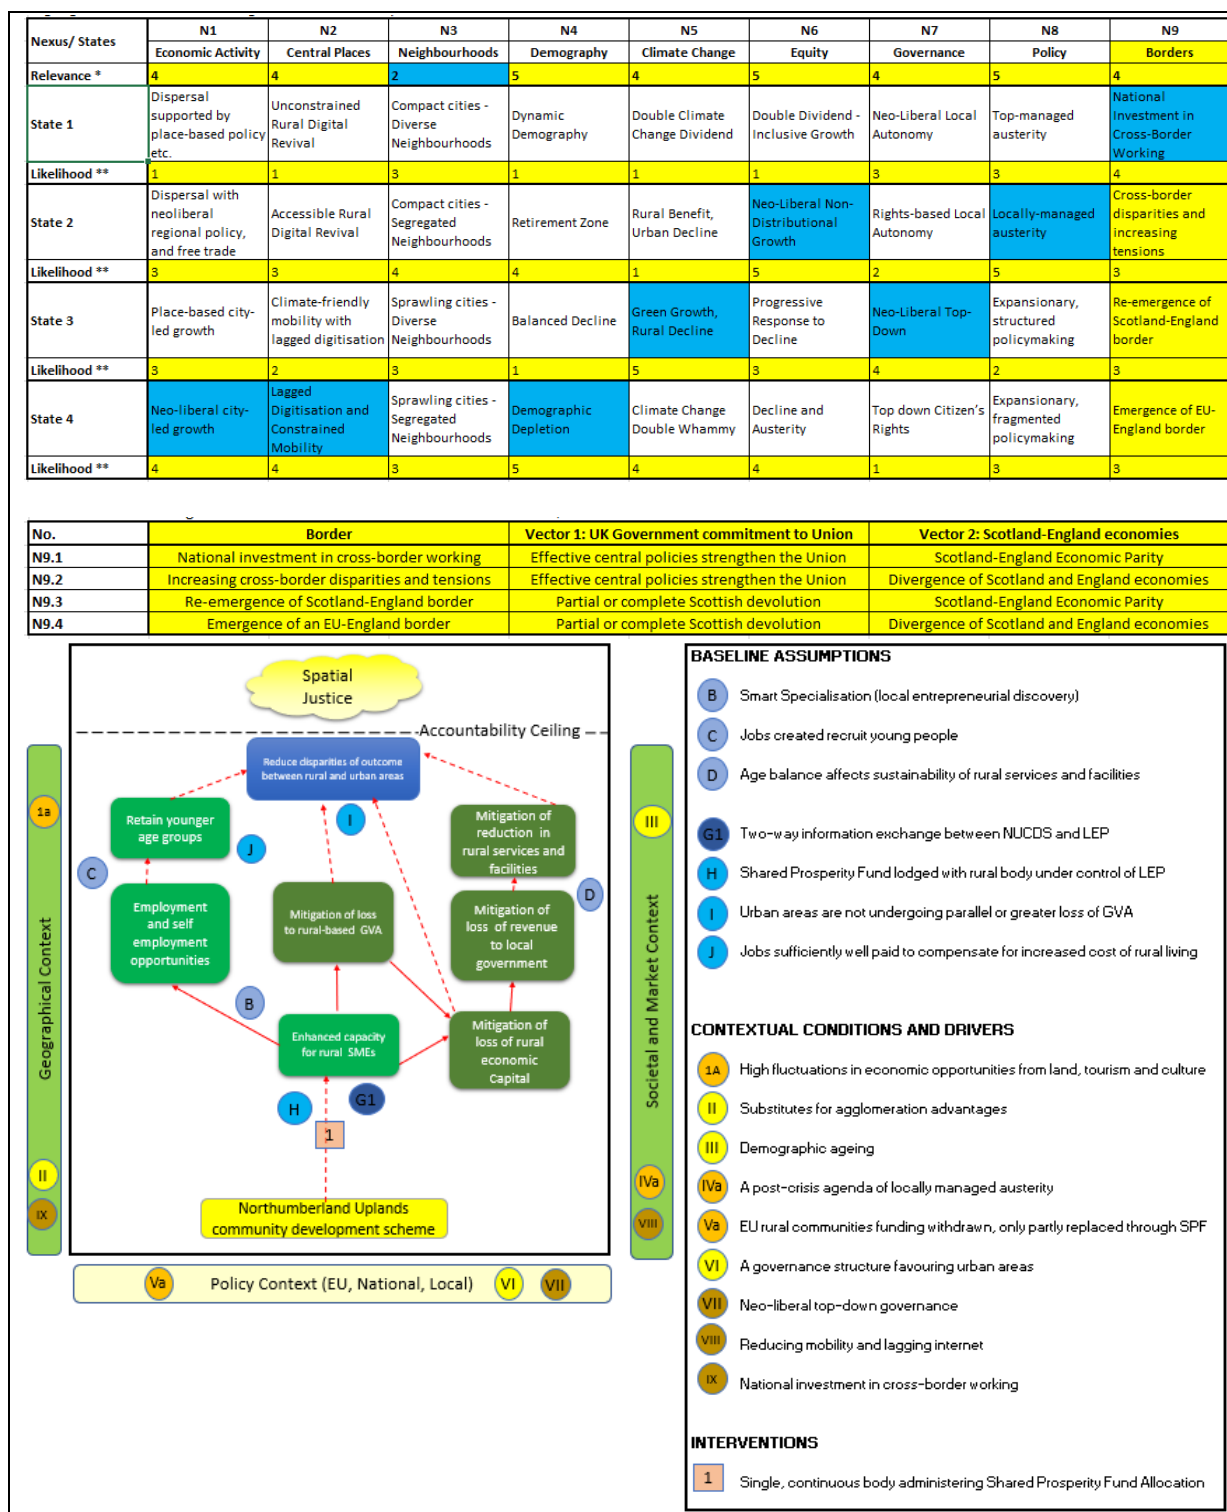 Nexus/ States N1 N2 N3 N4 N5 N6 N7 N8 N9
Economic Activity Central Places Neighbourhoods Demography Climate Change Equity Governance Policy Borders
Relevance * 4 4 2 5 4 5 4 5 4
State 1
Dispersal
supported by
place-based policy
etc.
Unconstrained
Rural Digital
Revival
Compact cities -
Diverse
Neighbourhoods
Dynamic
Demography
Double Climate
Change Dividend
Double Dividend -
Inclusive Growth
Neo-Liberal Local
Autonomy
Top-managed
austerity
National
Investment in
Cross-Border
Working
Likelihood ** 1 1 3 1 1 1 3 3 4
State 2
Dispersal with
neoliberal
regional policy,
and free trade
Accessible Rural
Digital Revival
Compact cities -
Segregated
Neighbourhoods
Retirement Zone
Rural Benefit,
Urban Decline
Neo-Liberal Non-
Distributional
Growth
Rights-based Local
Autonomy
Locally-managed
austerity
Cross-border
disparities and
increasing
tensions
Likelihood ** 3 3 4 4 1 5 2 5 3
State 3
Place-based city-
led growth
Climate-friendly
mobility with
lagged digitisation
Sprawling cities -
Diverse
Neighbourhoods
Balanced Decline
Green Growth,
Rural Decline
Progressive
Response to
Decline
Neo-Liberal Top-
Down
Expansionary,
structured
policymaking
Re-emergence of
Scotland-England
border
Likelihood ** 3 2 3 1 5 3 4 2 3
State 4
Neo-liberal city-
led growth
Lagged
Digitisation and
Constrained
Mobility
Sprawling cities -
Segregated
Neighbourhoods
Demographic
Depletion
Climate Change
Double Whammy
Decline and
Austerity
Top down Citizen's
Rights
Expansionary,
fragmented
policymaking
Emergence of EU-
England border
Likelihood ** 4 4 3 5 4 4 1 3 3
No. Border Vector 1: UK Government commitment to Union Vector 2: Scotland-England economies
N9.1 National investment in cross-border working Effective central policies strengthen the Union Scotland-England Economic Parity
N9.2 Increasing cross-border disparities and tensions Effective central policies strengthen the Union Divergence of Scotland and England economies
N9.3 Re-emergence of Scotland-England border Partial or complete Scottish devolution Scotland-England Economic Parity
N9.4 Emergence of an EU-England border Partial or complete Scottish devolution Divergence of Scotland and England economies
Spatial
Justice
Accountability Ceiling
Reduce disparities of outcome
between rural and urban areas
Geographical Context
1a
II
IX
Retain younger
age groups
I
J
C
Mitigation of
reduction in
rural services and
facilities
D
Employment
and self
employment
opportunities
Mitigation of loss
to rural-based GVA
Mitigation of
loss of revenue
to local
government
B
Enhanced capacity
for rural SMEs
Mitigation of
loss of rural
economic
Capital
H
G1
1
Northumberland Uplands
community development scheme
Societal and Market Context
III
IVa
VIII
Va Policy Context (EU, National, Local) VI VII
BASELINE ASSUMPTIONS
B Smart Specialisation (local entrepreneurial discovery)
C Jobs created recruit young people
D Age balance affects sustainability of rural services and facilities
G1 Two-way information exchange between NUCDS and LEP
H Shared Prosperity Fund lodged with rural body under control of LEP
I Urban areas are not undergoing parallel or greater loss of GVA
J Jobs sufficiently well paid to compensate for increased cost of rural living
CONTEXTUAL CONDITIONS AND DRIVERS
1A High fluctuations in economic opportunities from land, tourism and culture
II Substitutes for agglomeration advantages
III Demographic ageing
IVa A post-crisis agenda of locally managed austerity
Va EU rural communities funding withdrawn, only partly replaced through SPF
VI A governance structure favouring urban areas
VII Neo-liberal top-down governance
VIII Reducing mobility and lagging internet
IX National investment in cross-border working
INTERVENTIONS
1 Single, continuous body administering Shared Prosperity Fund Allocation